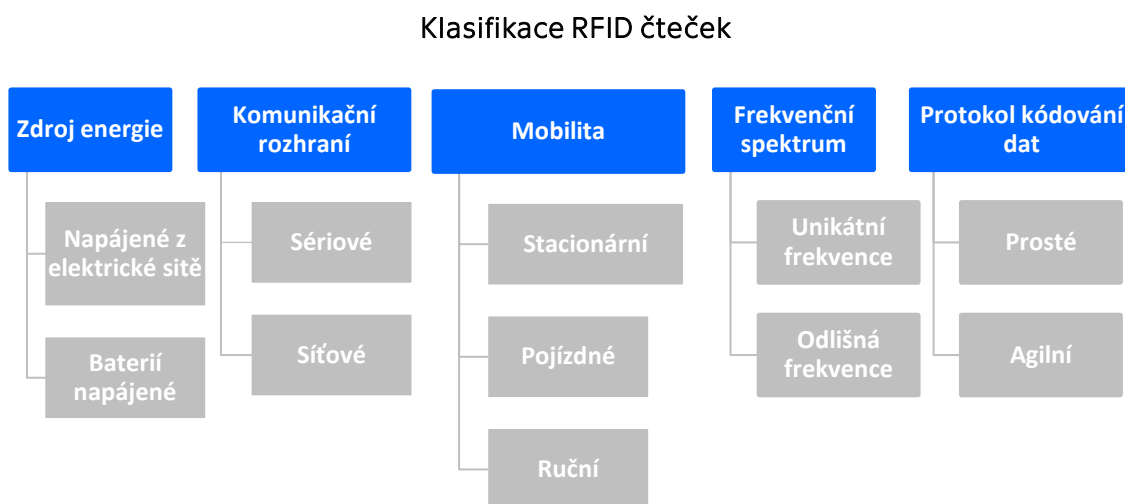 Klasifikace RFID čteček
Zdroj energie
Napájené z
elektrické sitě
Baterií
napájené
Komunikační
rozhraní
Sériové
Síťové
Mobilita
Stacionární
Pojízdné
Ruční
Frekvenční
spektrum
Unikátní
frekvence
Odlišná
frekvence
Protokol kódování
dat
Prosté
Agilní